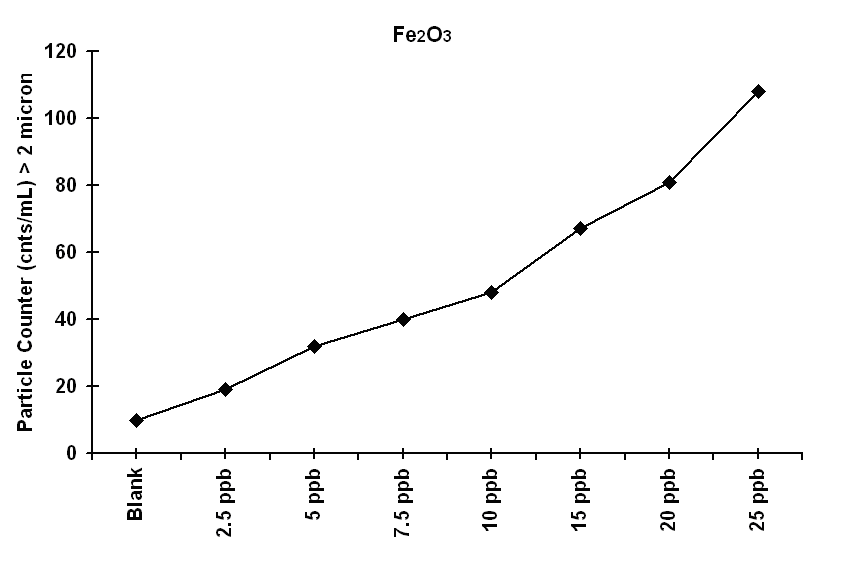 Fe₂O₃
Particle Counter (cnts/mL) > 2 micron
120
100
80
60
40
20
0
Blank
2.5 ppb
5 ppb
7.5 ppb
10 ppb
15 ppb
20 ppb
25 ppb